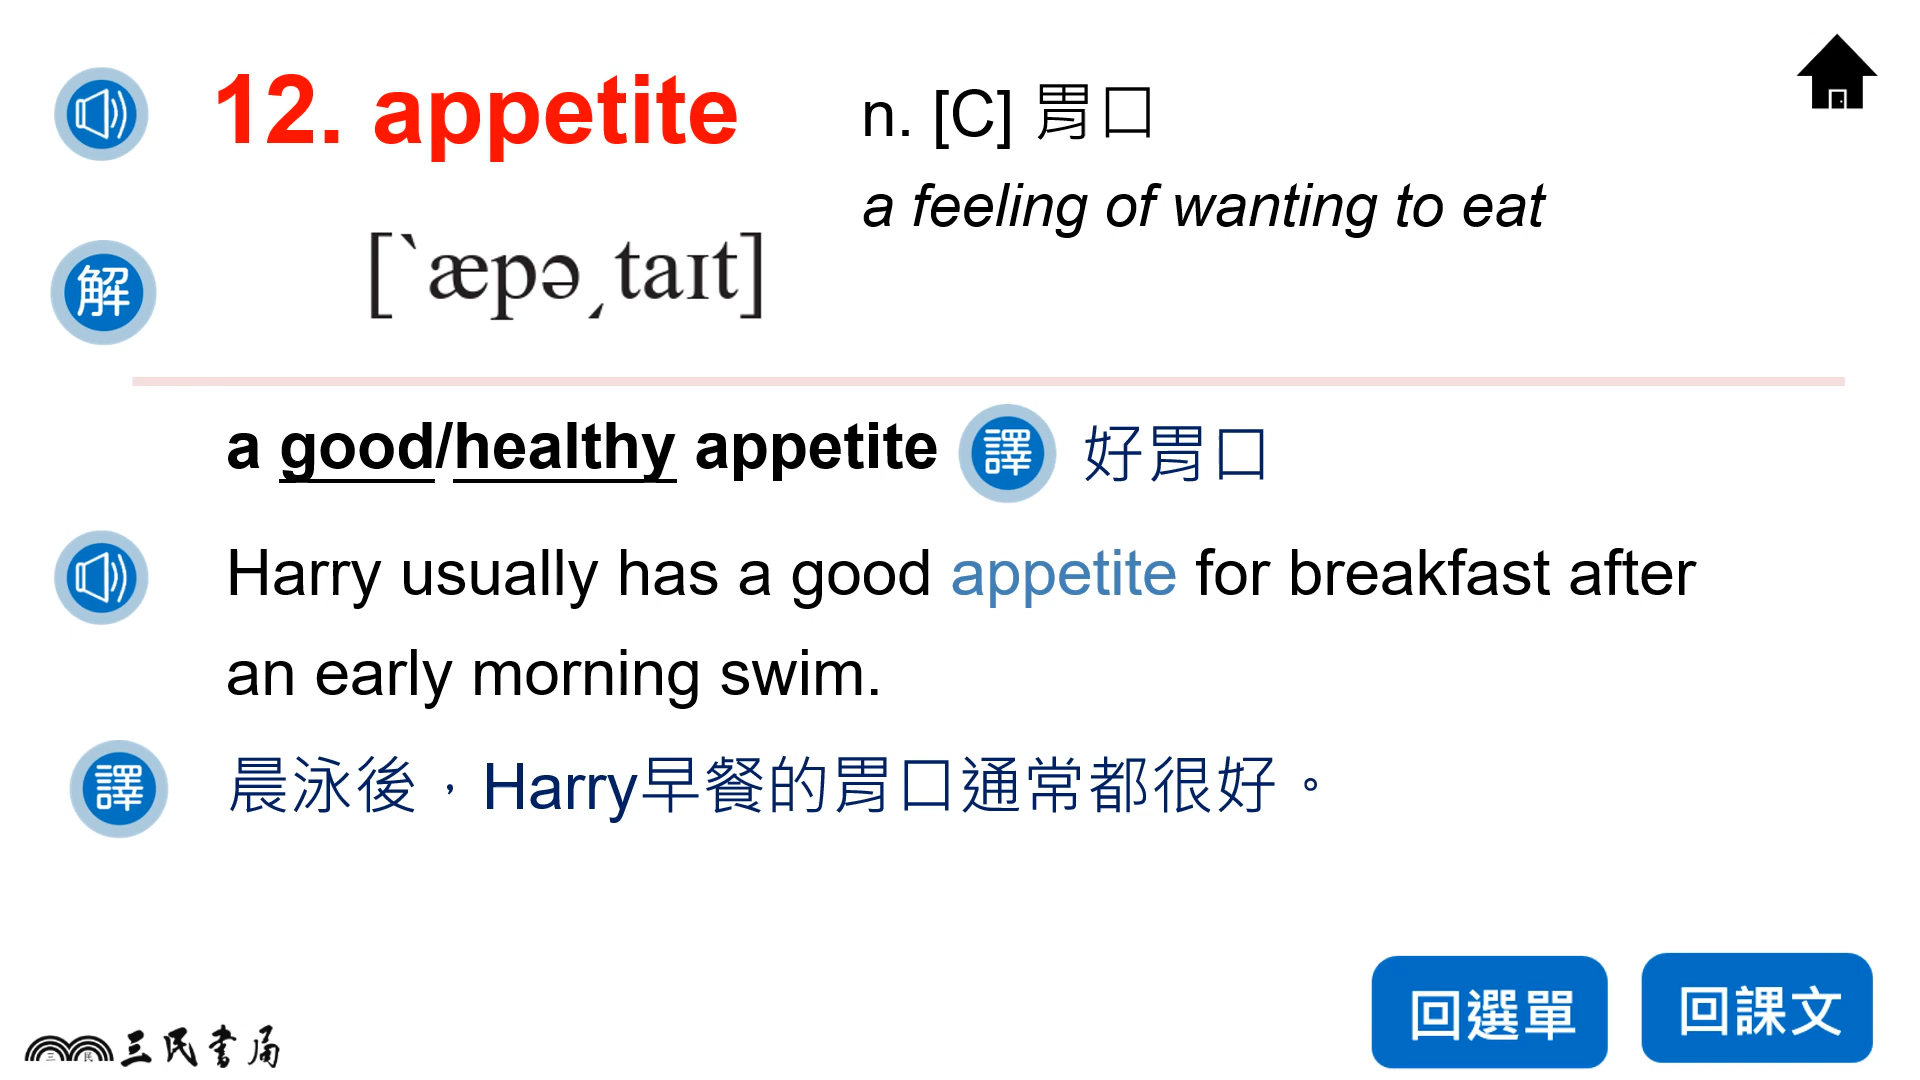 12. appetite
n. [C] 胃口
a feeling of wanting to eat
解
[ˋæpəˏtaɪt]
a good/healthy appetite 譯 好胃口
Harry usually has a good appetite for breakfast after
an early morning swim.
譯 晨泳後，Harry早餐的胃口通常都很好。
回選單
回課文
三民 三民書局